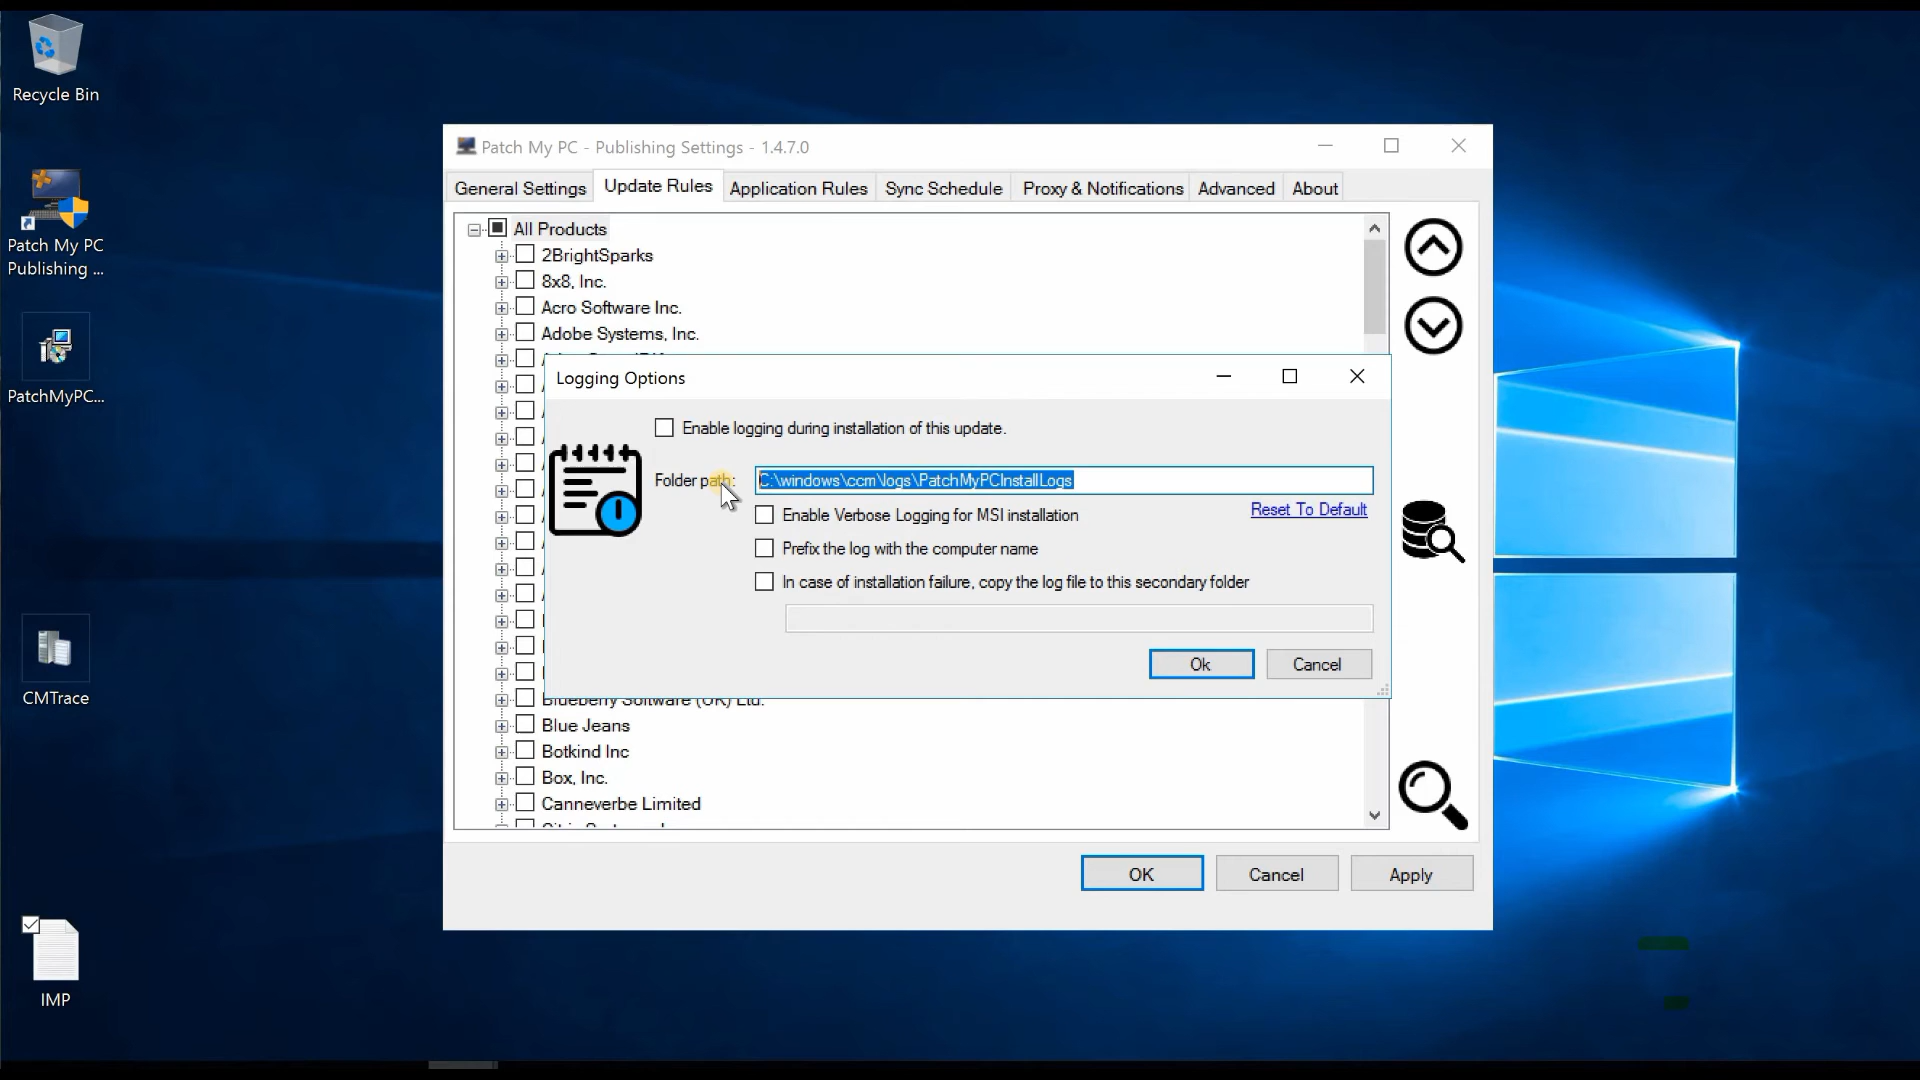 Recycle Bin
Patch My PC
Publishing ...
PatchMyPC...
CMTrace
IMP
Patch My PC - Publishing Settings - 1.4.7.0
General Settings
Update Rules
Application Rules
Sync Schedule
Proxy & Notifications
Advanced
About
All Products
2BrightSparks
8x8, Inc.
Acro Software Inc.
Adobe Systems, Inc.
Logging Options
Enable logging during installation of this update.
Folder path:
C:\windows\ccm\logs\PatchMyPCInstallLogs
Reset To Default
Enable Verbose Logging for MSI installation
Prefix the log with the computer name
In case of installation failure, copy the log file to this secondary folder
Ok
Cancel
Blueberry Software (UK) Ltd.
Blue Jeans
Botkind Inc
Box, Inc.
Canneverbe Limited
OK
Cancel
Apply